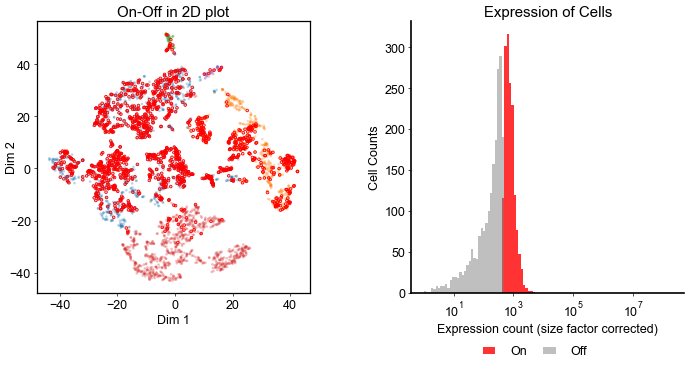 On-Off in 2D plot
Expression of Cells
40
20
0
−20
−40
Dim 2
−40 −20 0 20 40
Dim 1
300
250
200
150
100
50
0
Cell Counts
10^1 10^3 10^5 10^7
Expression count (size factor corrected)
On Off